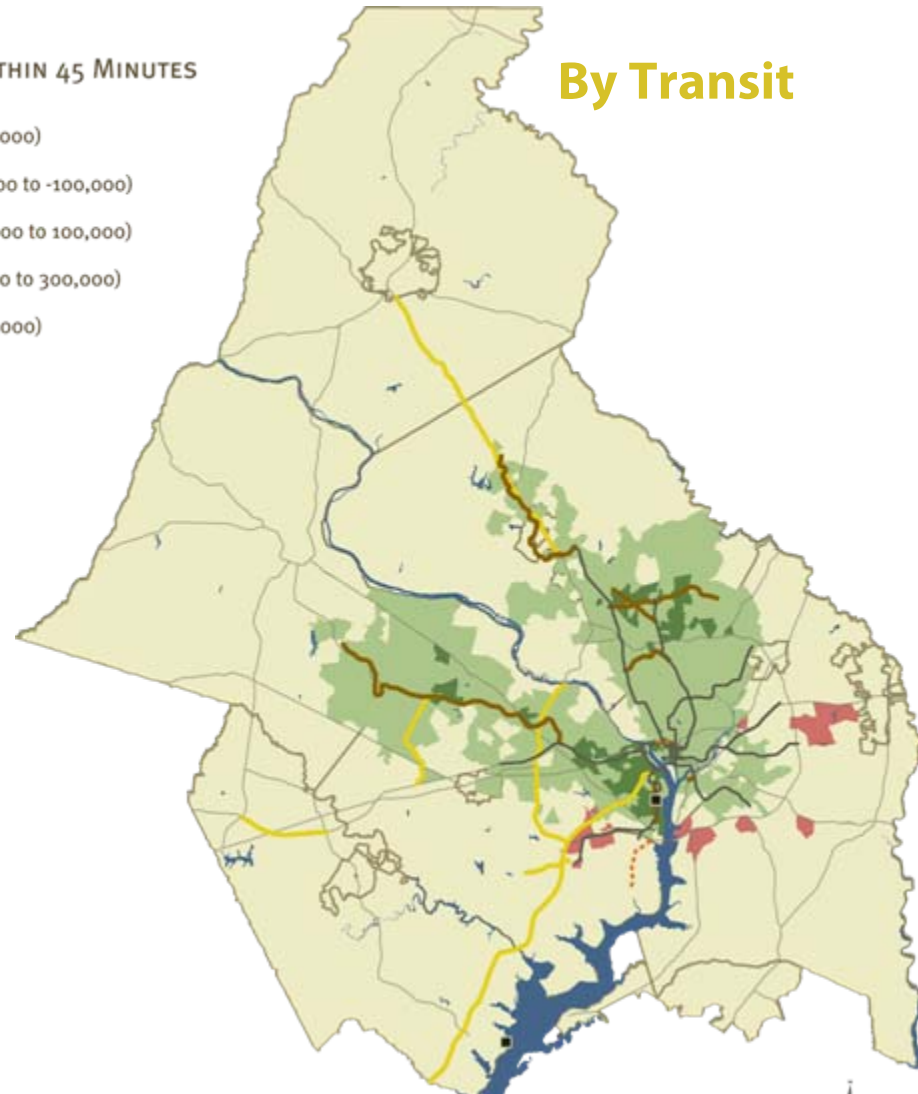 THIN 45 MINUTES
By Transit
000)
00 to -100,000)
00 to 100,000)
0 to 300,000)
000)